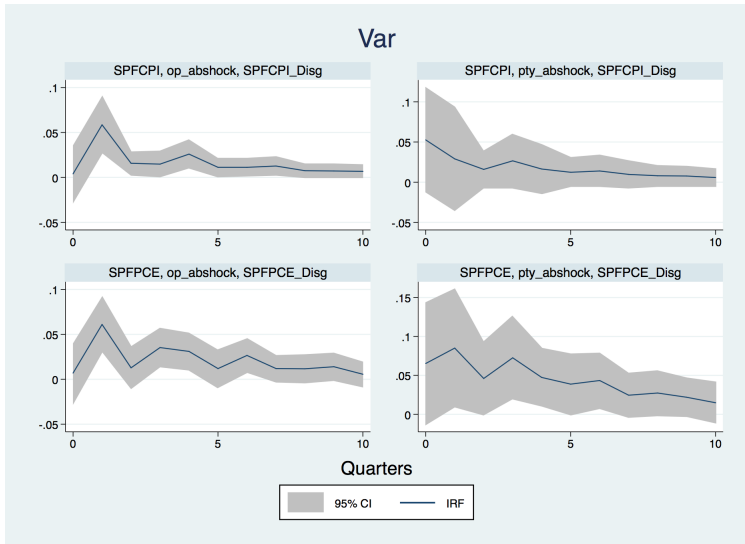 Var
SPFCPI, op_abshock, SPFCPI_Disg
.1
.05
0
-.05
0 5 10
SPFCPI, pty_abshock, SPFCPI_Disg
.1
.05
0
-.05
0 5 10
SPFPCE, op_abshock, SPFPCE_Disg
.1
.05
0
-.05
0 5 10
SPFPCE, pty_abshock, SPFPCE_Disg
.15
.1
.05
0
0 5 10
Quarters
95% CI IRF